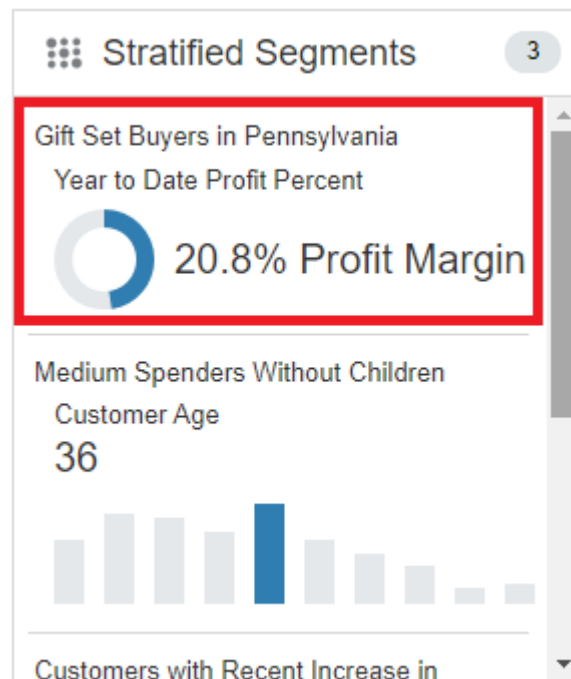 Stratified Segments 3
Gift Set Buyers in Pennsylvania
Year to Date Profit Percent
20.8% Profit Margin
Medium Spenders Without Children
Customer Age
36
Customers with Recent Increase in